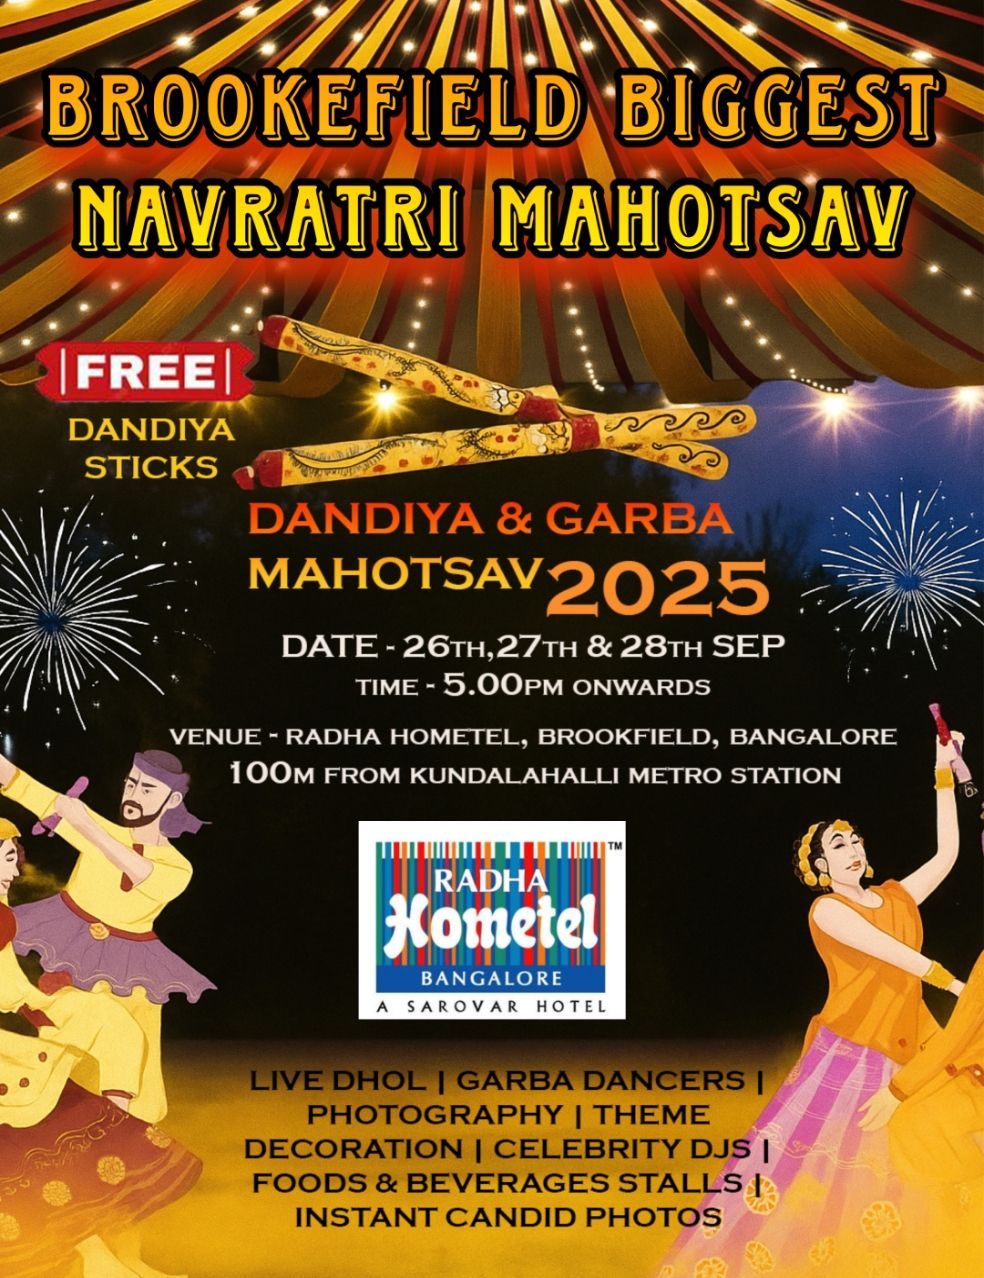 BROOKEFIELD BIGGEST
NAVRATRI MAHOTSAV
FREE
DANDIYA
STICKS
DANDIYA & GARBA
MAHOTSAV 2025
DATE - 26TH,27TH & 28TH SEP
TIME - 5.00PM ONWARDS
VENUE - RADHA HOMETEL, BROOKFIELD, BANGALORE
100M FROM KUNDALAHALLI METRO STATION
TM
RADHA
Hometel
BANGALORE
A SAROVAR HOTEL
LIVE DHOL | GARBA DANCERS |
PHOTOGRAPHY | THEME
DECORATION | CELEBRITY DJS |
FOODS & BEVERAGES STALLS |
INSTANT CANDID PHOTOS